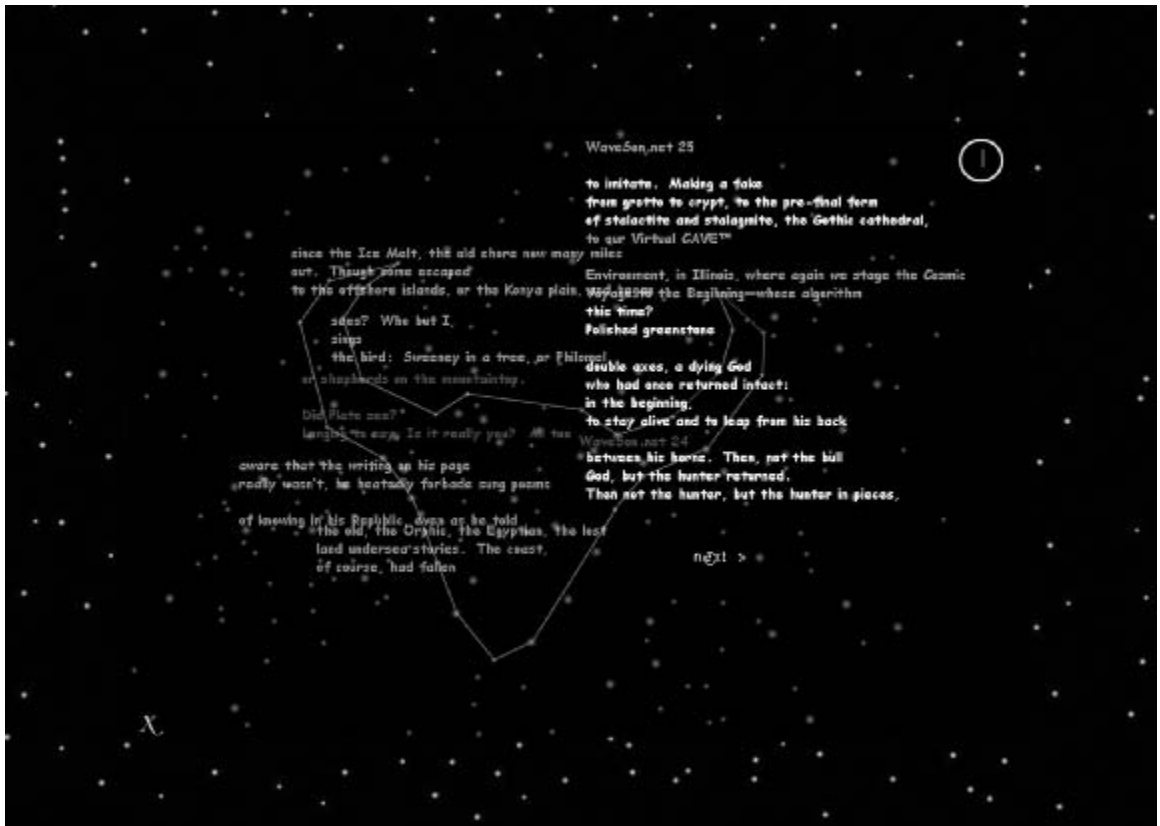 WaveSon.net 25
to imitate. Making a fake
from grotto to crypt, to the pre-final form
of stalactite and stalagmite, the Gothic cathedral,
to our Virtual CAVE™
Environment, in Illinois, where again we stage the Cosmic
Voyage to the Beginning—whose algorithm
this time?
Polished greenstone
double axes, a dying God
who had once returned intact:
in the beginning,
to stay alive and to leap from his back
WaveSon.net 24
between his horns. Then, not the bull
God, but the hunter returned.
Then not the hunter, but the hunter in pieces,
next >
since the Ice Melt, the old shore now many miles
out. Though some escaped
to the offshore islands, or the Konya plain,
sees? Who but I,
sings
the bird: Sweeney in a tree, or Philomel
or shepherds on the mountaintop.
Did Plato see?
Is it really you? All too
aware that the writing on his page
really wasn't, he heatedly forbade sung poems
of knowing in his Republic, even as he told
the old, the Orphic, the Egyptian, the lost
land undersea stories. The coast,
of course, had fallen
x